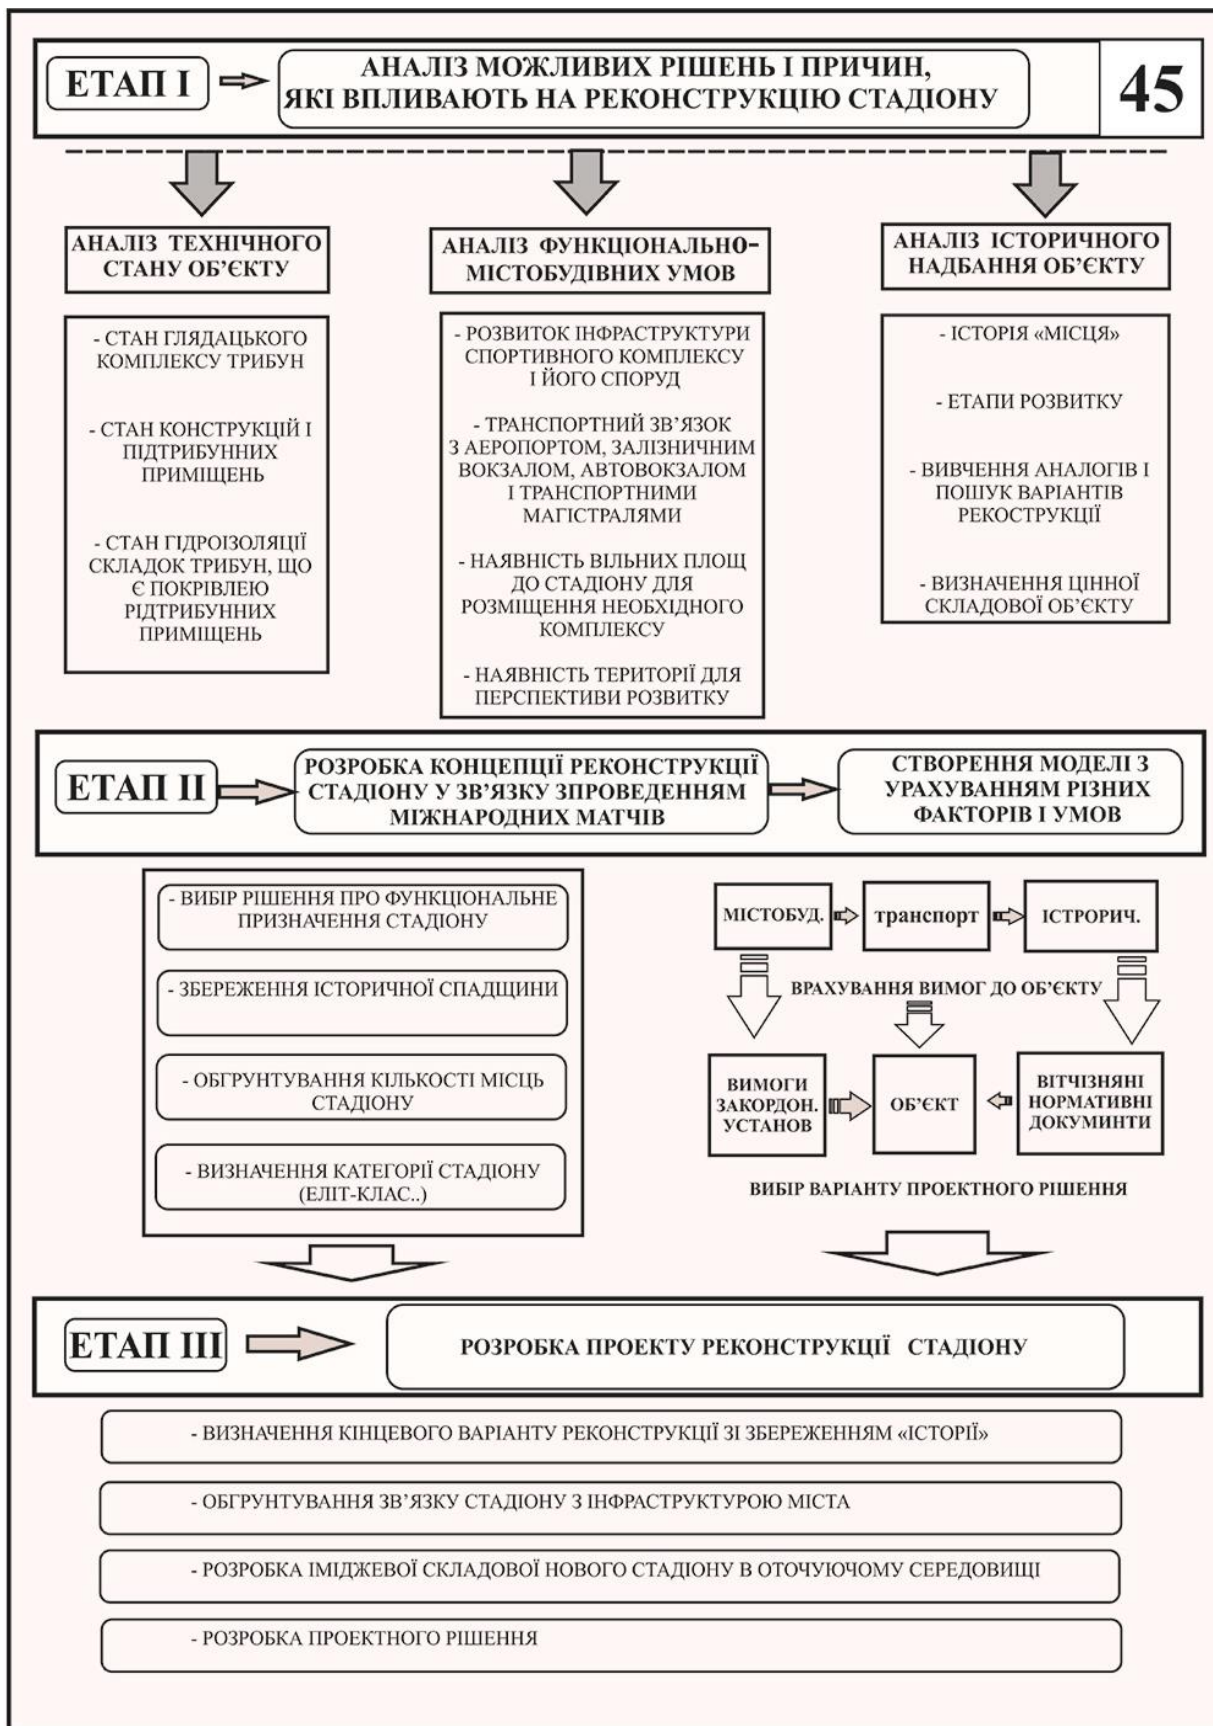 ЕТАП І
АНАЛІЗ МОЖЛИВИХ РІШЕНЬ І ПРИЧИН,
ЯКІ ВПЛИВАЮТЬ НА РЕКОНСТРУКЦІЮ СТАДІОНУ
45
АНАЛІЗ ТЕХНІЧНОГО
СТАНУ ОБ’ЄКТУ
- СТАН ГЛЯДАЦЬКОГО
КОМПЛЕКСУ ТРИБУН
- СТАН КОНСТРУКЦІЙ І
ПІДТРИБУННИХ
ПРИМІЩЕНЬ
- СТАН ГІДРОІЗОЛЯЦІЇ
СКЛАДОК ТРИБУН, ЩО
Є ПОКРІВЛЕЮ
РІДТРИБУННИХ
ПРИМІЩЕНЬ
АНАЛІЗ ФУНКЦІОНАЛЬНО-
МІСТОБУДІВНИХ УМОВ
- РОЗВИТОК ІНФРАСТРУКТУРИ
СПОРТИВНОГО КОМПЛЕКСУ
І ЙОГО СПОРУД
- ТРАНСПОРТНИЙ ЗВ’ЯЗОК
З АЕРОПОРТОМ, ЗАЛІЗНИЧНИМ
ВОКЗАЛОМ, АВТОВОКЗАЛОМ
І ТРАНСПОРТНИМИ
МАГІСТРАЛЯМИ
- НАЯВНІСТЬ ВІЛЬНИХ ПЛОЩ
ДО СТАДІОНУ ДЛЯ
РОЗМІЩЕННЯ НЕОБХІДНОГО
КОМПЛЕКСУ
- НАЯВНІСТЬ ТЕРИТОРІЇ ДЛЯ
ПЕРСПЕКТИВИ РОЗВИТКУ
АНАЛІЗ ІСТОРИЧНОГО
НАДБАННЯ ОБ’ЄКТУ
- ІСТОРІЯ «МІСЦЯ»
- ЕТАПИ РОЗВИТКУ
- ВИВЧЕННЯ АНАЛОГІВ І
ПОШУК ВАРІАНТІВ
РЕКОСТРУКЦІЇ
- ВИЗНАЧЕННЯ ЦІННОЇ
СКЛАДОВОЇ ОБ’ЄКТУ
ЕТАП ІІ
РОЗРОБКА КОНЦЕПЦІЇ РЕКОНСТРУКЦІЇ
СТАДІОНУ У ЗВ’ЯЗКУ ЗПРОВЕДЕННЯМ
МІЖНАРОДНИХ МАТЧІВ
СТВОРЕННЯ МОДЕЛІ З
УРАХУВАННЯМ РІЗНИХ
ФАКТОРІВ І УМОВ
- ВИБІР РІШЕННЯ ПРО ФУНКЦІОНАЛЬНЕ
ПРИЗНАЧЕННЯ СТАДІОНУ
- ЗБЕРЕЖЕННЯ ІСТОРИЧНОЇ СПАДЩИНИ
- ОБГРУНТУВАННЯ КІЛЬКОСТІ МІСЦЬ
СТАДІОНУ
- ВИЗНАЧЕННЯ КАТЕГОРІЇ СТАДІОНУ
(ЕЛІТ-КЛАС..)
МІСТОБУД.
транспорт
ІСТРОРИЧ.
ВРАХУВАННЯ ВИМОГ ДО ОБ’ЄКТУ
ВИМОГИ
ЗАКОРДОН.
УСТАНОВ
ОБ’ЄКТ
ВІТЧІЗНЯНІ
НОРМАТИВНІ
ДОКУМИНТИ
ВИБІР ВАРІАНТУ ПРОЕКТНОГО РІШЕННЯ
ЕТАП ІІІ
РОЗРОБКА ПРОЕКТУ РЕКОНСТРУКЦІЇ СТАДІОНУ
- ВИЗНАЧЕННЯ КІНЦЕВОГО ВАРІАНТУ РЕКОНСТРУКЦІЇ ЗІ ЗБЕРЕЖЕННЯМ «ІСТОРІЇ»
- ОБГРУНТУВАННЯ ЗВ’ЯЗКУ СТАДІОНУ З ІНФРАСТРУКТУРОЮ МІСТА
- РОЗРОБКА ІМІДЖЕВОЇ СКЛАДОВОЇ НОВОГО СТАДІОНУ В ОТОЧУЮЧОМУ СЕРЕДОВИЩІ
- РОЗРОБКА ПРОЕКТНОГО РІШЕННЯ